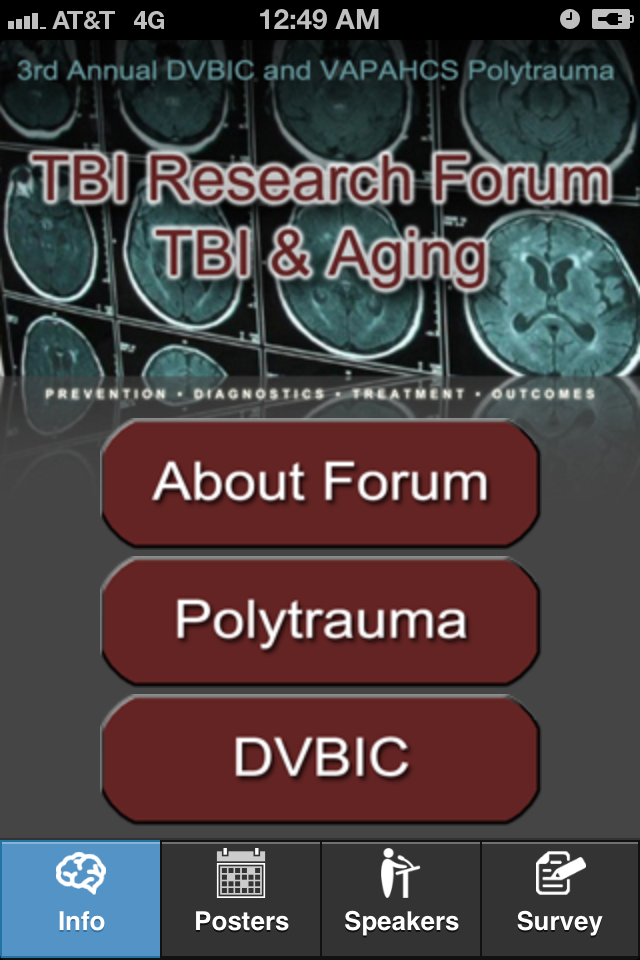 AT&T 4G 12:49 AM
3rd Annual DVBIC and VAPAHCS Polytrauma
TBI Research Forum
TBI & Aging
PREVENTION • DIAGNOSTICS • TREATMENT • OUTCOMES
About Forum
Polytrauma
DVBIC
Info Posters Speakers Survey